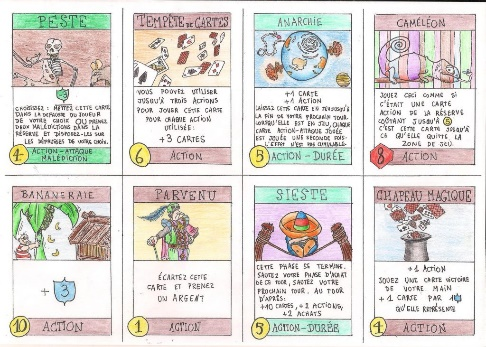 PESTE
CHOISISSEZ : METTEZ CETTE CARTE
DANS LA DÉFAUSSE DU JOUEUR
DE VOTRE CHOIX OU PRENEZ
DEUX MALÉDICTIONS DANS LA
RÉSERVE ET DISPOSEZ-LES SUR
LES DÉFAUSSES DE VOTRE CHOIX.
4
ACTION-ATTAQUE
MALÉDICTION
TEMPÊTE DE CARTES
VOUS POUVEZ UTILISER
JUSQU'À TROIS ACTIONS
POUR JOUER CETTE CARTE
POUR CHAQUE ACTION
UTILISÉE:
+3 CARTES
6
ACTION
ANARCHIE
+1 CARTE
+1 ACTION
LAISSEZ CETTE CARTE EN JEU JUSQU'À
LA FIN DE VOTRE PROCHAIN TOUR.
LORSQU'ELLE EST EN JEU, CHAQUE
CARTE ACTION-ATTAQUE JOUÉE
EST JOUÉE UNE SECONDE FOIS.
L'EFFET N'EST PAS CUMULABLE.
5
ACTION-DURÉE
CAMÉLÉON
JOUEZ CECI COMME SI
C'ÉTAIT UNE CARTE
ACTION DE LA RÉSERVE
COÛTANT JUSQU'À 5
C'EST CETTE CARTE JUSQU'À
CE QU'ELLE QUITTE LA
ZONE DE JEU.
8
ACTION
BANANERAIE
+3
10
ACTION
PARVENU
ÉCARTEZ CETTE
CARTE ET PRENEZ
UN ARGENT
1
ACTION
SIESTE
CETTE PHASE SE TERMINE.
SAUTEZ VOTRE PHASE D'ACHAT
DE CE TOUR, SAUTEZ VOTRE
PROCHAIN TOUR. AU TOUR
D'APRÈS:
+10 CARTES, +2 ACTIONS,
+2 ACHATS
5
ACTION-DURÉE
CHAPEAU MAGIQUE
+1 ACTION
JOUEZ UNE CARTE VICTOIRE
DE VOTRE MAIN
+1 CARTE PAR 1
QU'ELLE REPRÉSENTE
4
ACTION